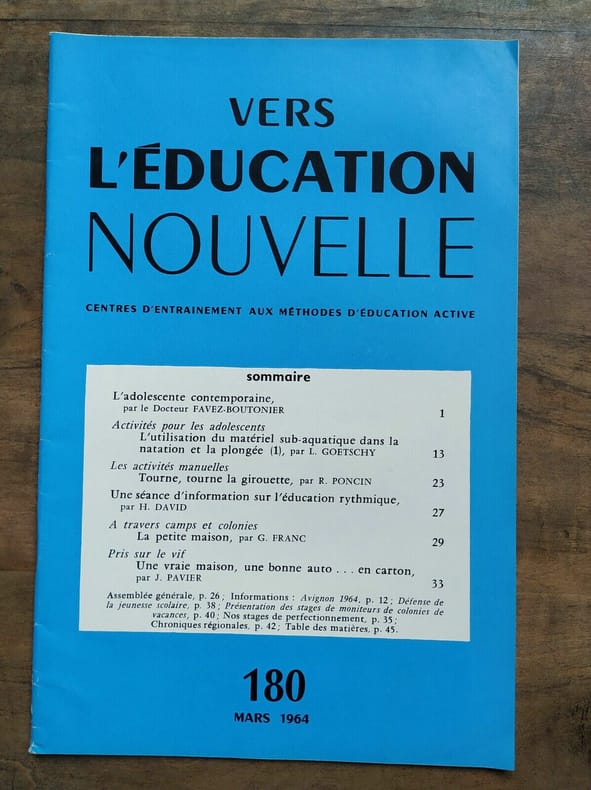 VERS
L'ÉDUCATION
NOUVELLE
CENTRES D'ENTRAINEMENT AUX MÉTHODES D'ÉDUCATION ACTIVE
sommaire
L'adolescente contemporaine,
par le Docteur FAVEZ-BOUTONIER 1
Activités pour les adolescents
L'utilisation du matériel sub-aquatique dans la
natation et la plongée (1), par L. GOETSCHY 13
Les activités manuelles
Tourne, tourne la girouette, par R. PONCIN 23
Une séance d'information sur l'éducation rythmique,
par H. DAVID 27
A travers camps et colonies
La petite maison, par G. FRANC 29
Pris sur le vif
Une vraie maison, une bonne auto . . . en carton,
par J. PAVIER 33
Assemblée générale, p. 26 ; Informations : Avignon 1964, p. 12 ; Défense de
la jeunesse scolaire, p. 38 ; Présentation des stages de moniteurs de colonies de
vacances, p. 40 ; Nos stages de perfectionnement, p. 35 ;
Chroniques régionales, p. 42 ; Table des matières, p. 45.
180
MARS 1964